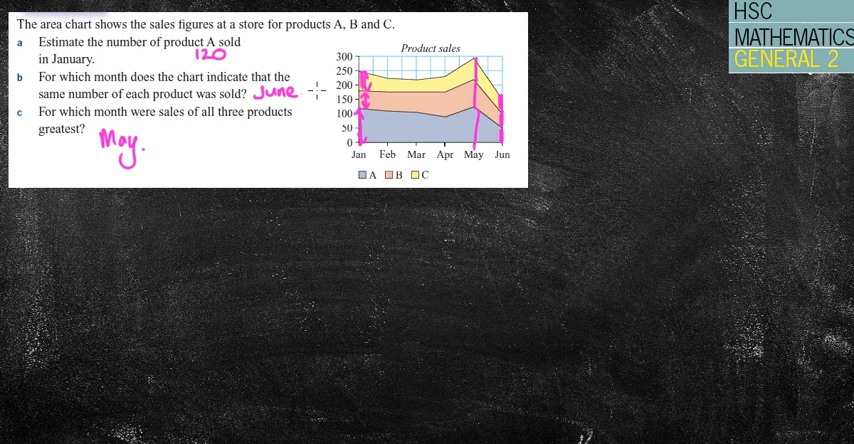 HSC
MATHEMATICS
GENERAL 2
The area chart shows the sales figures at a store for products A, B and C.
a Estimate the number of product A sold
in January.
120
b For which month does the chart indicate that the
same number of each product was sold? June.
c For which month were sales of all three products
greatest?
May.
Product sales
300
250
200
150
100
50
0
Jan Feb Mar Apr May Jun
A B C